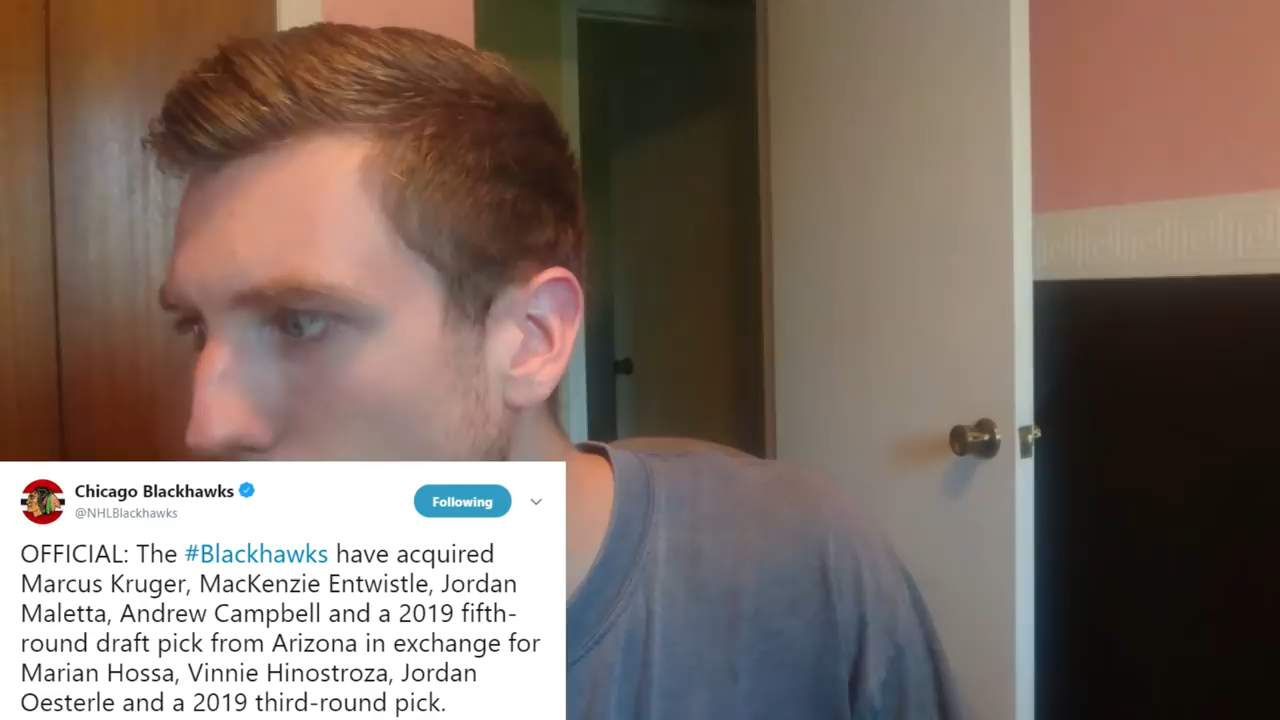 Chicago Blackhawks
@NHLBlackhawks
Following
OFFICIAL: The #Blackhawks have acquired
Marcus Kruger, MacKenzie Entwistle, Jordan
Maletta, Andrew Campbell and a 2019 fifth-
round draft pick from Arizona in exchange for
Marian Hossa, Vinnie Hinostroza, Jordan
Oesterle and a 2019 third-round pick.